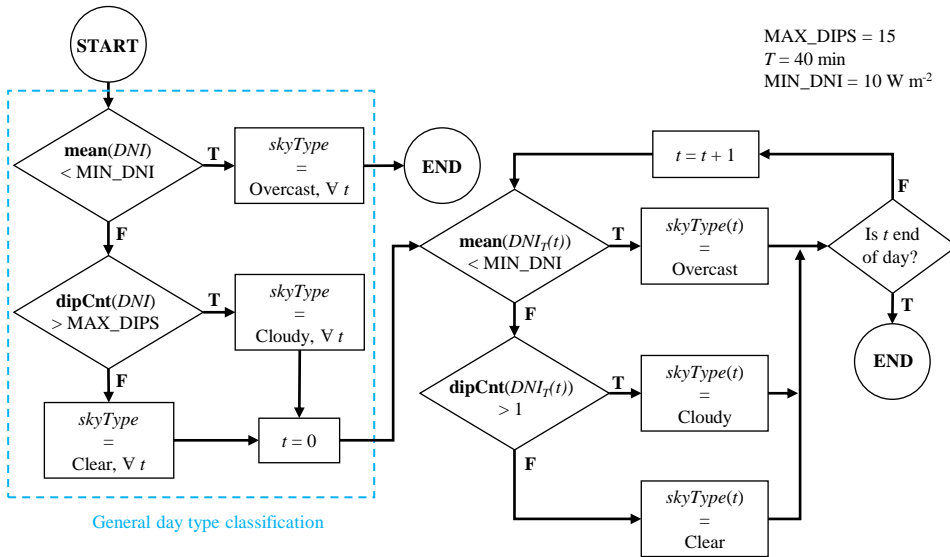 START
MAX_DIPS = 15
T = 40 min
MIN_DNI = 10 W m-2
mean(DNI)
< MIN_DNI
T
skyType
=
Overcast, ∀ t
END
F
dipCnt(DNI)
> MAX_DIPS
T
skyType
=
Cloudy, ∀ t
F
skyType
=
Clear, ∀ t
t = 0
General day type classification
t = t + 1
mean(DNI_T(t))
< MIN_DNI
T
skyType(t)
=
Overcast
F
Is t end
of day?
T
END
F
dipCnt(DNI_T(t))
> 1
T
skyType(t)
=
Cloudy
F
skyType(t)
=
Clear